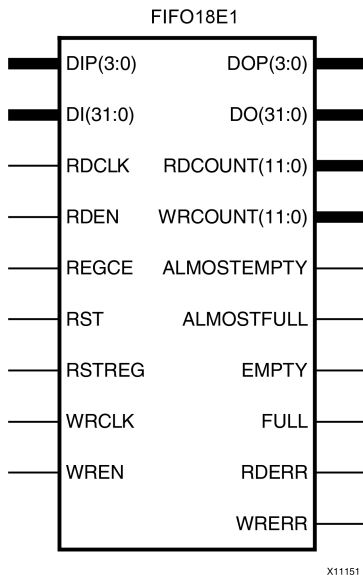 FIFO18E1
DIP(3:0) DOP(3:0)
DI(31:0) DO(31:0)
RDCLK RDCOUNT(11:0)
RDEN WRCOUNT(11:0)
REGCE ALMOSTEMPTY
RST ALMOSTFULL
RSTREG EMPTY
WRCLK FULL
WREN RDERR
WRERR
X11151